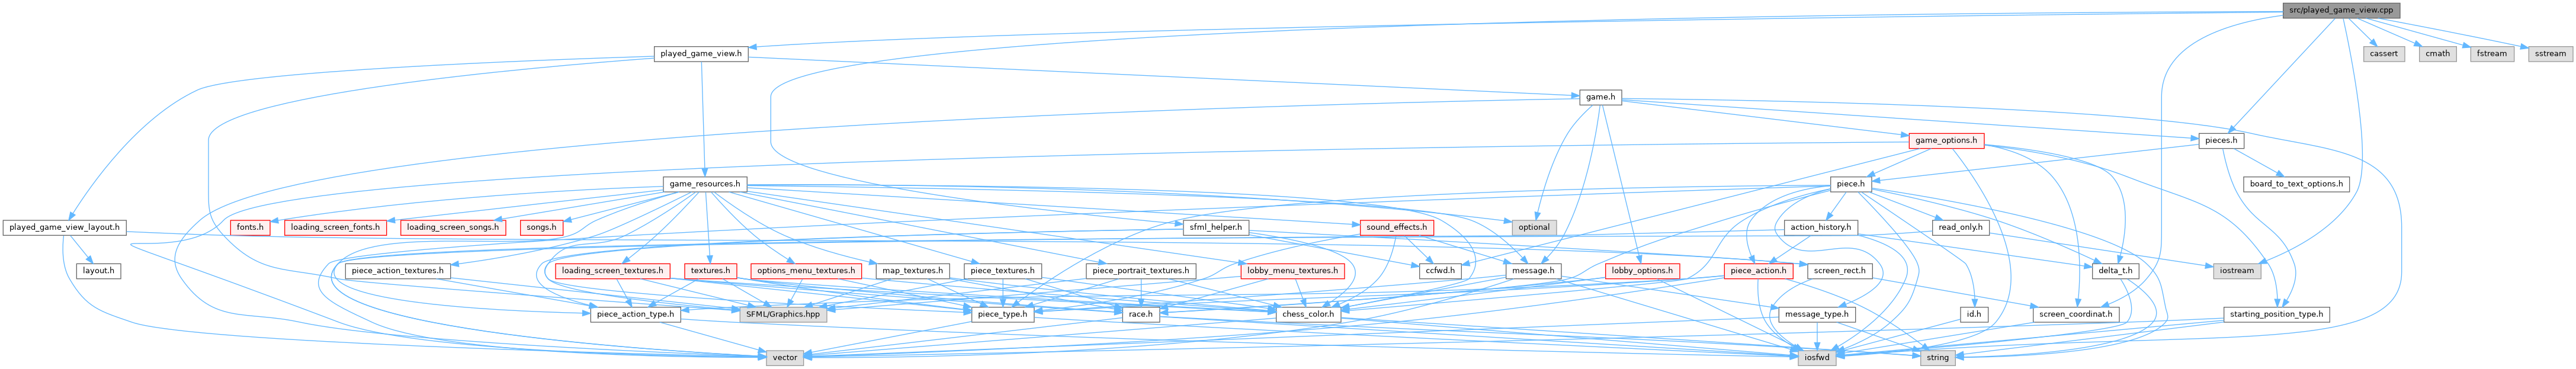 src/played_game_view.cpp
played_game_view.h
cassert
cmath
fstream
sstream
game.h
game_options.h
pieces.h
game_resources.h
piece.h
board_to_text_options.h
played_game_view_layout.h
fonts.h
loading_screen_fonts.h
loading_screen_songs.h
songs.h
sfml_helper.h
sound_effects.h
optional
action_history.h
read_only.h
layout.h
piece_action_textures.h
loading_screen_textures.h
textures.h
options_menu_textures.h
map_textures.h
piece_textures.h
piece_portrait_textures.h
lobby_menu_textures.h
ccfwd.h
message.h
lobby_options.h
piece_action.h
screen_rect.h
delta_t.h
iostream
piece_action_type.h
SFML/Graphics.hpp
piece_type.h
race.h
chess_color.h
message_type.h
id.h
screen_coordinat.h
starting_position_type.h
vector
iosfwd
string